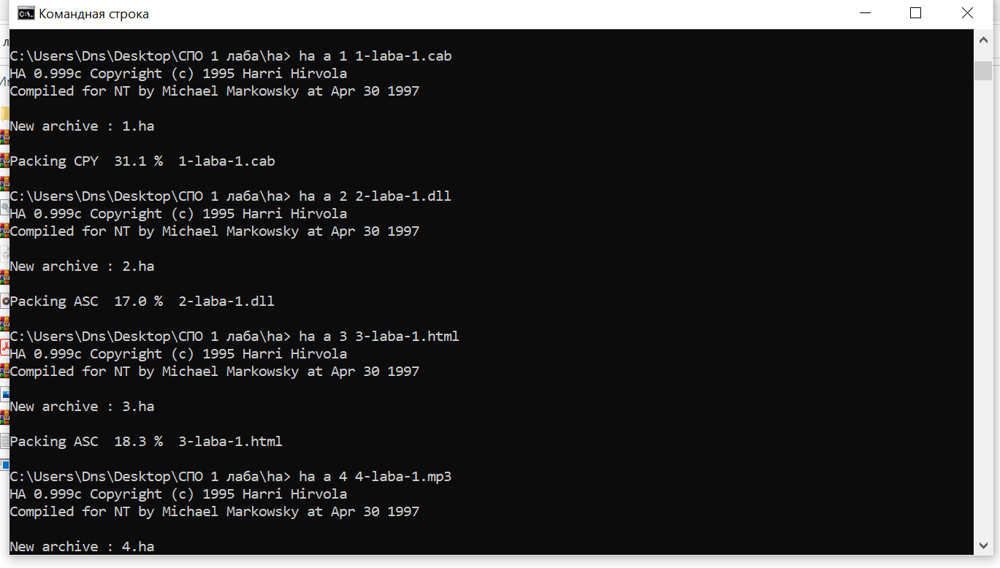 Командная строка
C:\Users\Dns\Desktop\СПО 1 лаба\ha> ha a 1 1-laba-1.cab
HA 0.999c Copyright (c) 1995 Harri Hirvola
Compiled for NT by Michael Markowsky at Apr 30 1997
New archive : 1.ha
Packing CPY  31.1 %  1-laba-1.cab
C:\Users\Dns\Desktop\СПО 1 лаба\ha> ha a 2 2-laba-1.dll
HA 0.999c Copyright (c) 1995 Harri Hirvola
Compiled for NT by Michael Markowsky at Apr 30 1997
New archive : 2.ha
Packing ASC  17.0 %  2-laba-1.dll
C:\Users\Dns\Desktop\СПО 1 лаба\ha> ha a 3 3-laba-1.html
HA 0.999c Copyright (c) 1995 Harri Hirvola
Compiled for NT by Michael Markowsky at Apr 30 1997
New archive : 3.ha
Packing ASC  18.3 %  3-laba-1.html
C:\Users\Dns\Desktop\СПО 1 лаба\ha> ha a 4 4-laba-1.mp3
HA 0.999c Copyright (c) 1995 Harri Hirvola
Compiled for NT by Michael Markowsky at Apr 30 1997
New archive : 4.ha